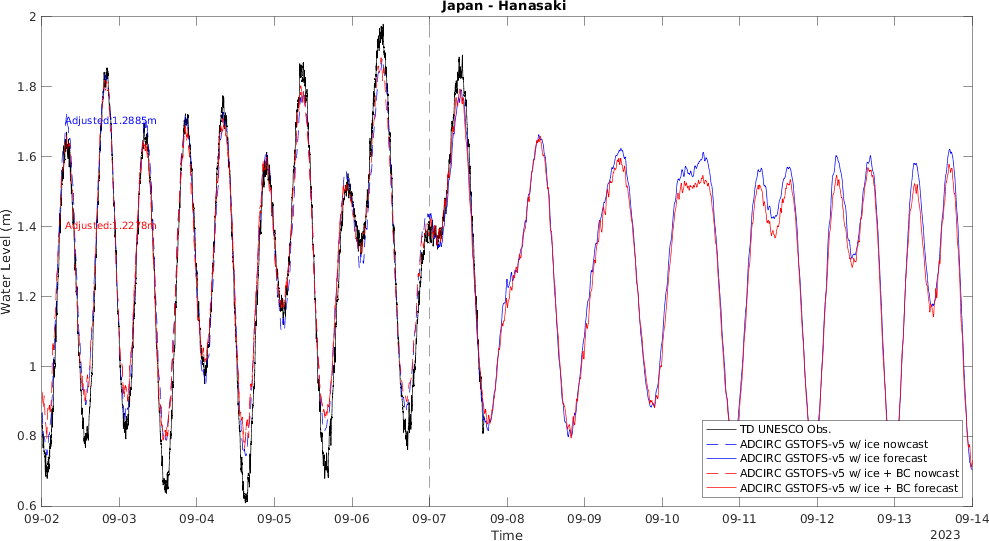 Japan - Hanasaki
2
1.8
1.6
1.4
1.2
1
0.8
0.6
Water Level (m)
Adjusted:1.2885m
Adjusted:1.2278m
TD UNESCO Obs.
ADCIRC GSTOFS-v5 w/ ice nowcast
ADCIRC GSTOFS-v5 w/ ice forecast
ADCIRC GSTOFS-v5 w/ ice + BC nowcast
ADCIRC GSTOFS-v5 w/ ice + BC forecast
09-02 09-03 09-04 09-05 09-06 09-07 09-08 09-09 09-10 09-11 09-12 09-13 09-14
Time
2023